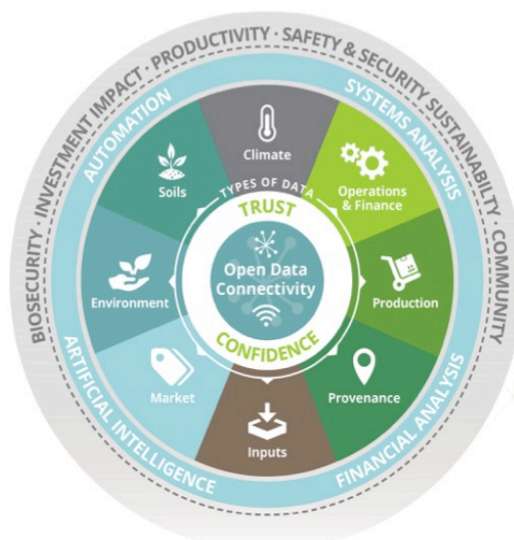 BIOSECURITY · INVESTMENT IMPACT · PRODUCTIVITY · SAFETY & SECURITY SUSTAINABILTY · COMMUNITY
AUTOMATION
SYSTEMS ANALYSIS
Climate
Soils
Operations
& Finance
TYPES OF DATA
TRUST
Open Data
Connectivity
Environment
Production
CONFIDENCE
Market
Provenance
Inputs
ARTIFICIAL INTELLIGENCE
FINANCIAL ANALYSIS